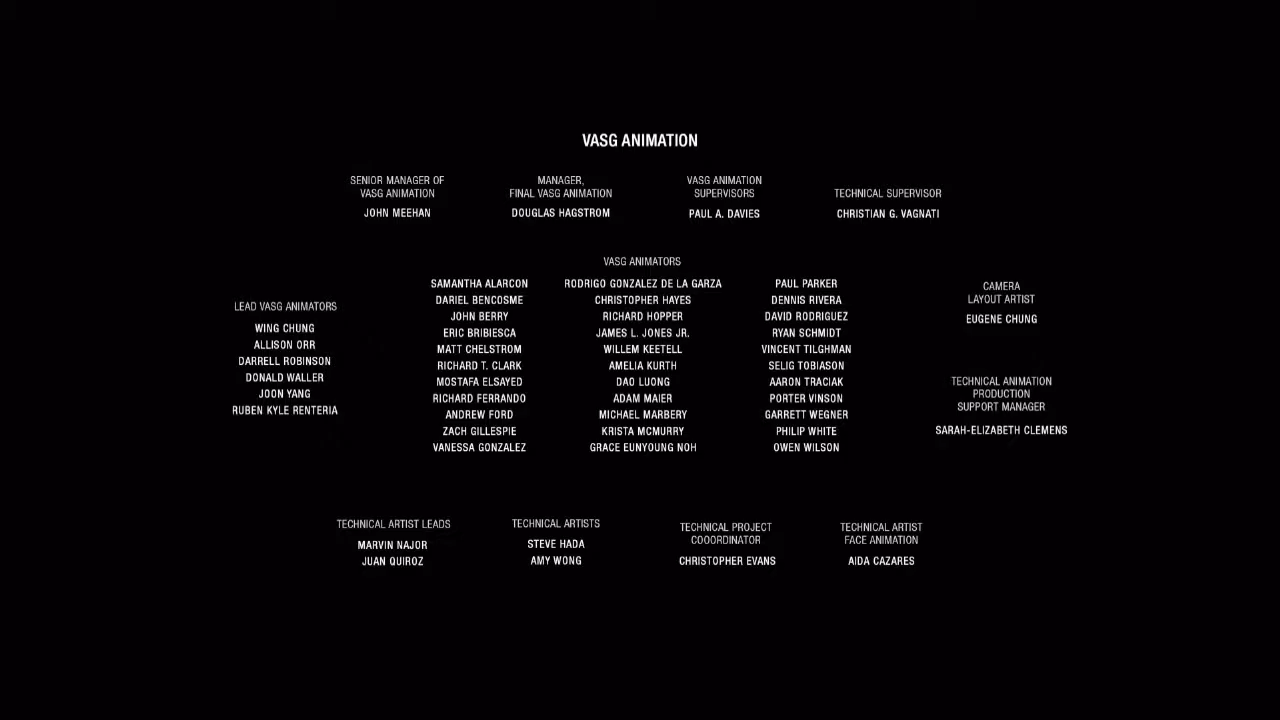 VASG ANIMATION
SENIOR MANAGER OF
VASG ANIMATION
JOHN MEEHAN
MANAGER,
FINAL VASG ANIMATION
DOUGLAS HAGSTROM
VASG ANIMATION
SUPERVISORS
PAUL A. DAVIES
TECHNICAL SUPERVISOR
CHRISTIAN G. VAGNATI
LEAD VASG ANIMATORS
WING CHUNG
ALLISON ORR
DARRELL ROBINSON
DONALD WALLER
JOON YANG
RUBEN KYLE RENTERIA
VASG ANIMATORS
SAMANTHA ALARCON
DARIEL BENCOSME
JOHN BERRY
ERIC BRIBIESCA
MATT CHELSTROM
RICHARD T. CLARK
MOSTAFA ELSAYED
RICHARD FERRANDO
ANDREW FORD
ZACH GILLESPIE
VANESSA GONZALEZ
RODRIGO GONZALEZ DE LA GARZA
CHRISTOPHER HAYES
RICHARD HOPPER
JAMES L. JONES JR.
WILLEM KEETELL
AMELIA KURTH
DAO LUONG
ADAM MAIER
MICHAEL MARBERY
KRISTA MCMURRY
GRACE EUNYOUNG NOH
PAUL PARKER
DENNIS RIVERA
DAVID RODRIGUEZ
RYAN SCHMIDT
VINCENT TILGHMAN
SELIG TOBIASON
AARON TRACIAK
PORTER VINSON
GARRETT WEGNER
PHILIP WHITE
OWEN WILSON
CAMERA
LAYOUT ARTIST
EUGENE CHUNG
TECHNICAL ANIMATION
PRODUCTION
SUPPORT MANAGER
SARAH-ELIZABETH CLEMENS
TECHNICAL ARTIST LEADS
MARVIN NAJOR
JUAN QUIROZ
TECHNICAL ARTISTS
STEVE HADA
AMY WONG
TECHNICAL PROJECT
COOORDINATOR
CHRISTOPHER EVANS
TECHNICAL ARTIST
FACE ANIMATION
AIDA CAZARES